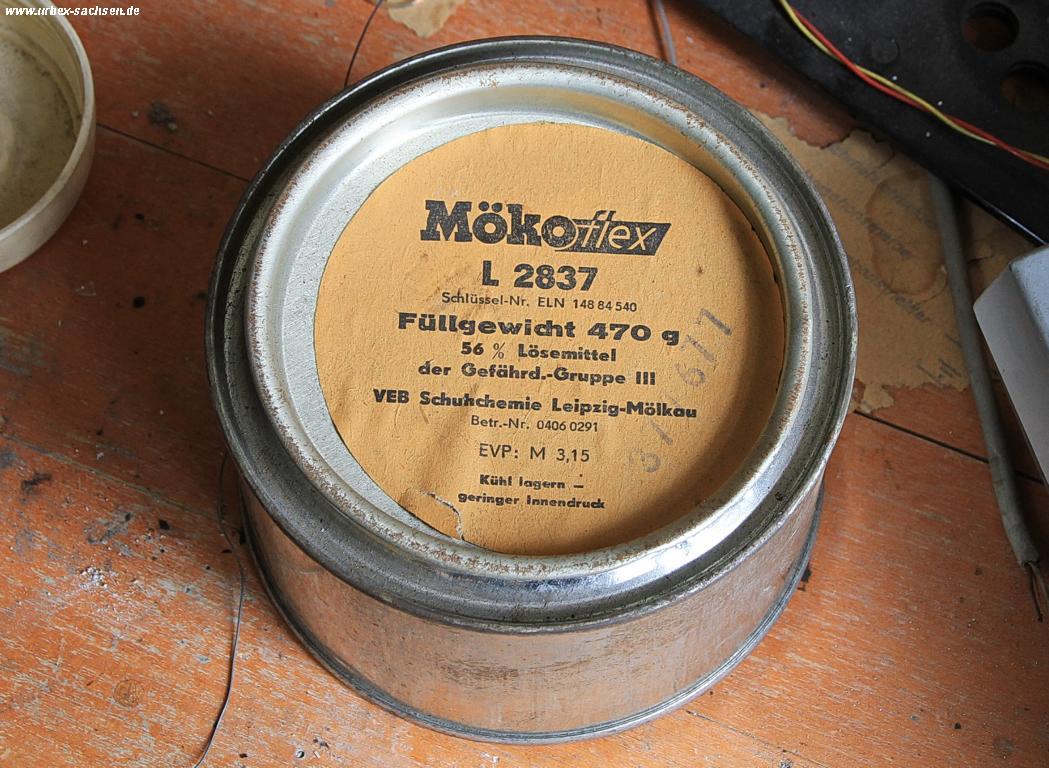 www.urbex-sachsen.de
Mökoflex
L 2837
Schlüssel-Nr. ELN 148 84 540
Füllgewicht 470 g
56 % Lösemittel
der Gefährd.-Gruppe III
VEB Schuhchemie Leipzig-Mölkau
Betr.-Nr. 0406 0291
EVP: M 3,15
Kühl lagern –
geringer Innendruck